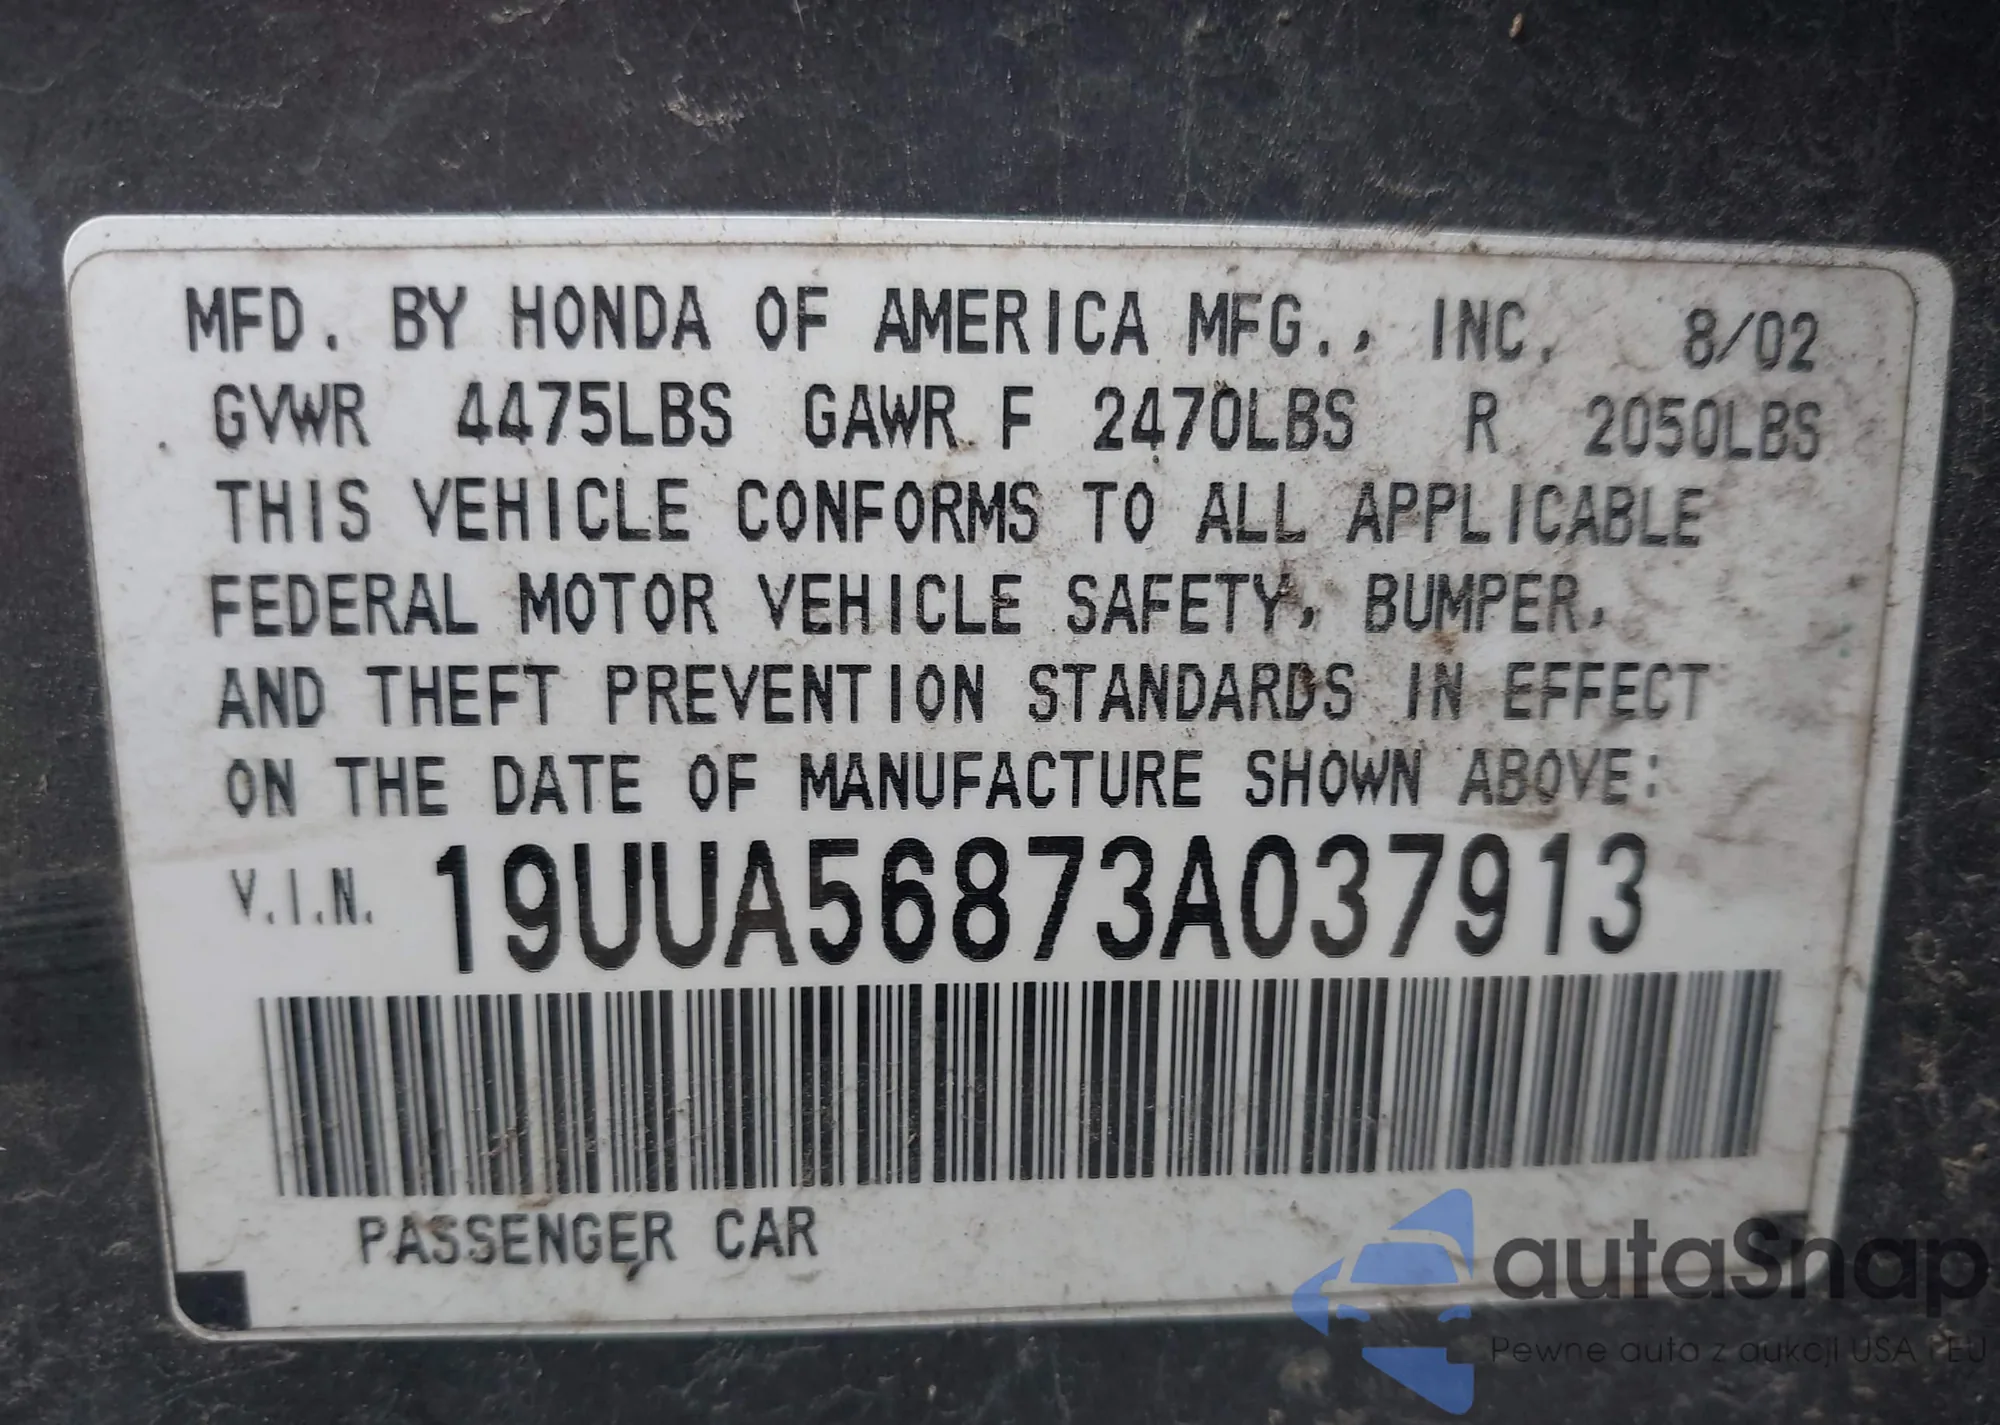 MFD. BY HONDA OF AMERICA MFG., INC. 8/02
GVWR 4475LBS GAWR F 2470LBS R 2050LBS
THIS VEHICLE CONFORMS TO ALL APPLICABLE
FEDERAL MOTOR VEHICLE SAFETY, BUMPER,
AND THEFT PREVENTION STANDARDS IN EFFECT
ON THE DATE OF MANUFACTURE SHOWN ABOVE:
V.I.N. 19UUA56873A037913
PASSENGER CAR
autaSnap
Pewne auta z aukcji USA i EU